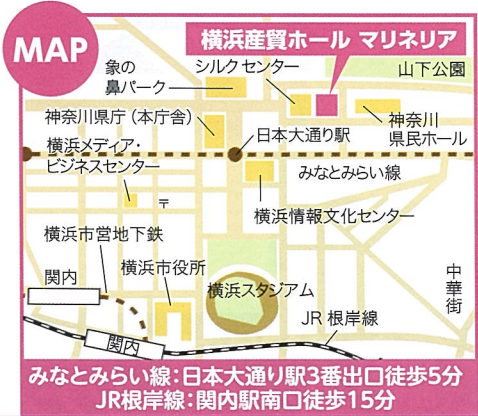 MAP
横浜産貿ホール マリネリア
象の
鼻パーク
シルクセンター
山下公園
神奈川県庁（本庁舎）
神奈川
県民ホール
日本大通り駅
横浜メディア・
ビジネスセンター
みなとみらい線
〒
横浜情報文化センター
横浜市営地下鉄
横浜市役所
関内
横浜スタジアム
中華街
JR 根岸線
関内
みなとみらい線：日本大通り駅3番出口徒歩5分
JR根岸線：関内駅南口徒歩15分